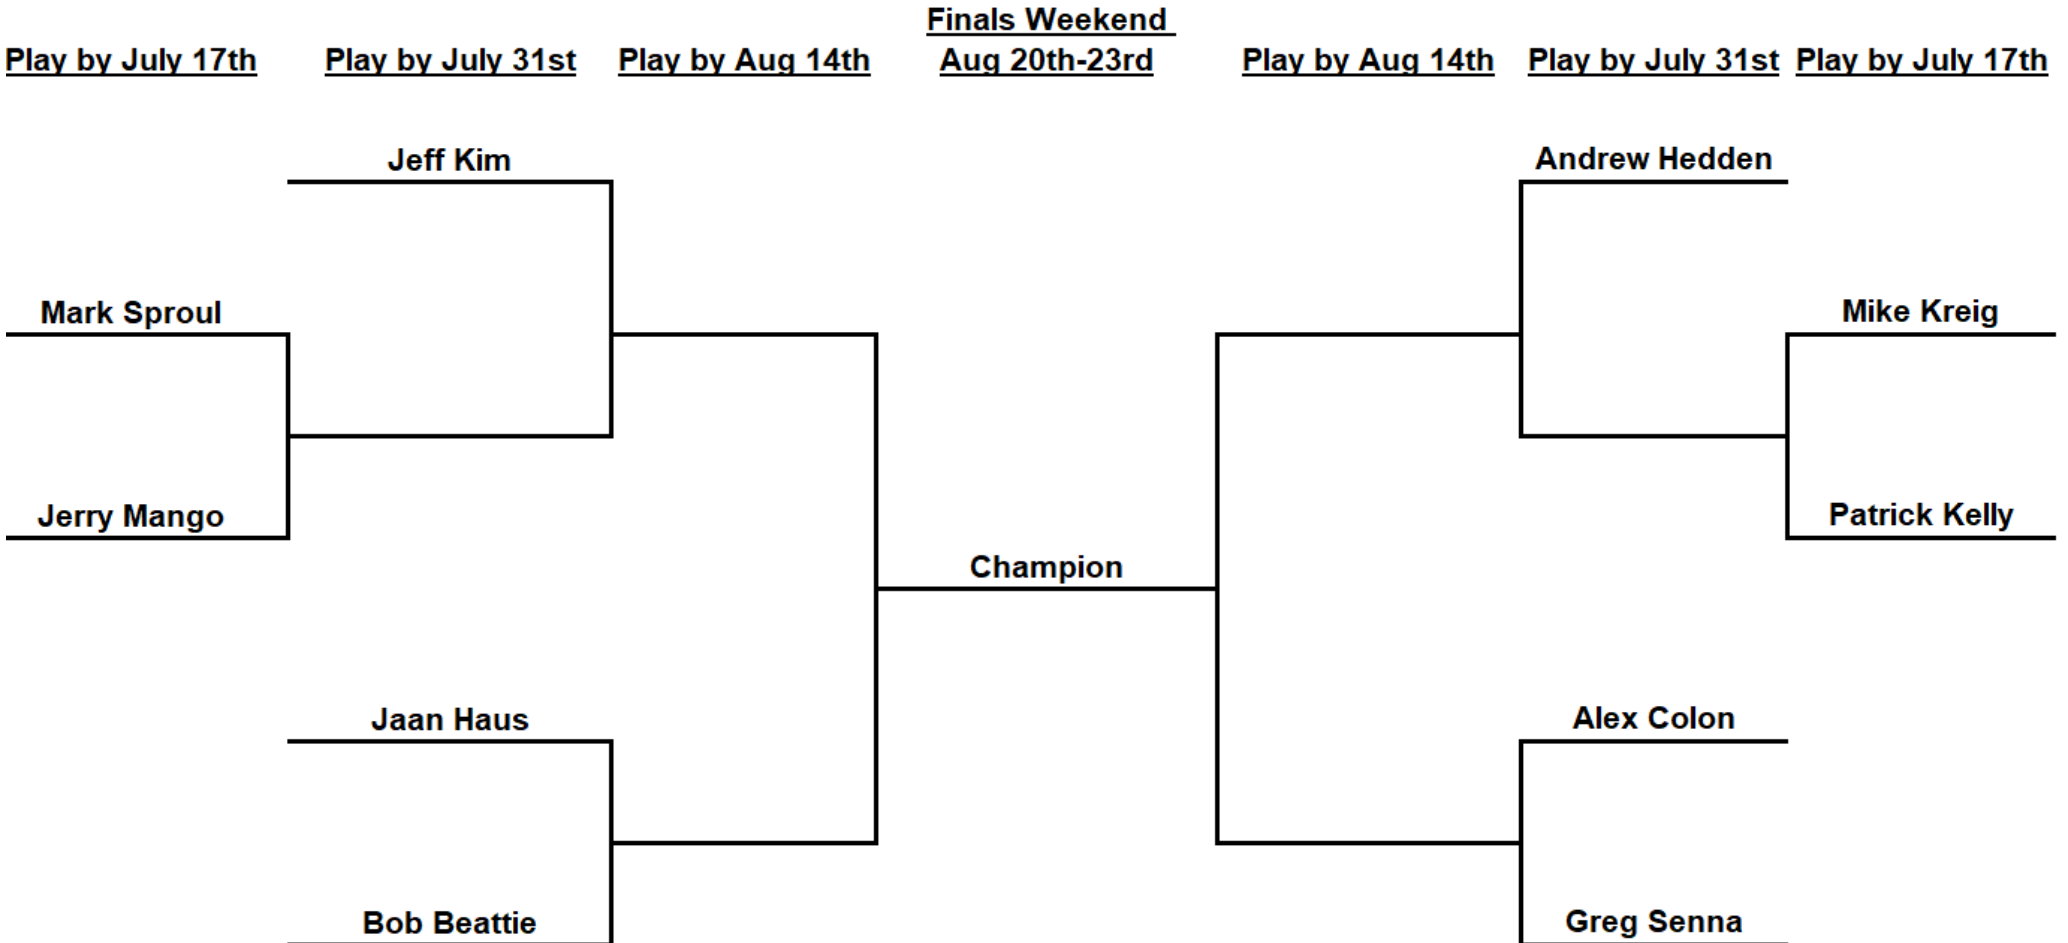 Finals Weekend
Play by July 17th Play by July 31st Play by Aug 14th Aug 20th-23rd Play by Aug 14th Play by July 31st Play by July 17th
Jeff Kim Andrew Hedden
Mark Sproul Mike Kreig
Jerry Mango Patrick Kelly
Champion
Jaan Haus Alex Colon
Bob Beattie Greg Senna